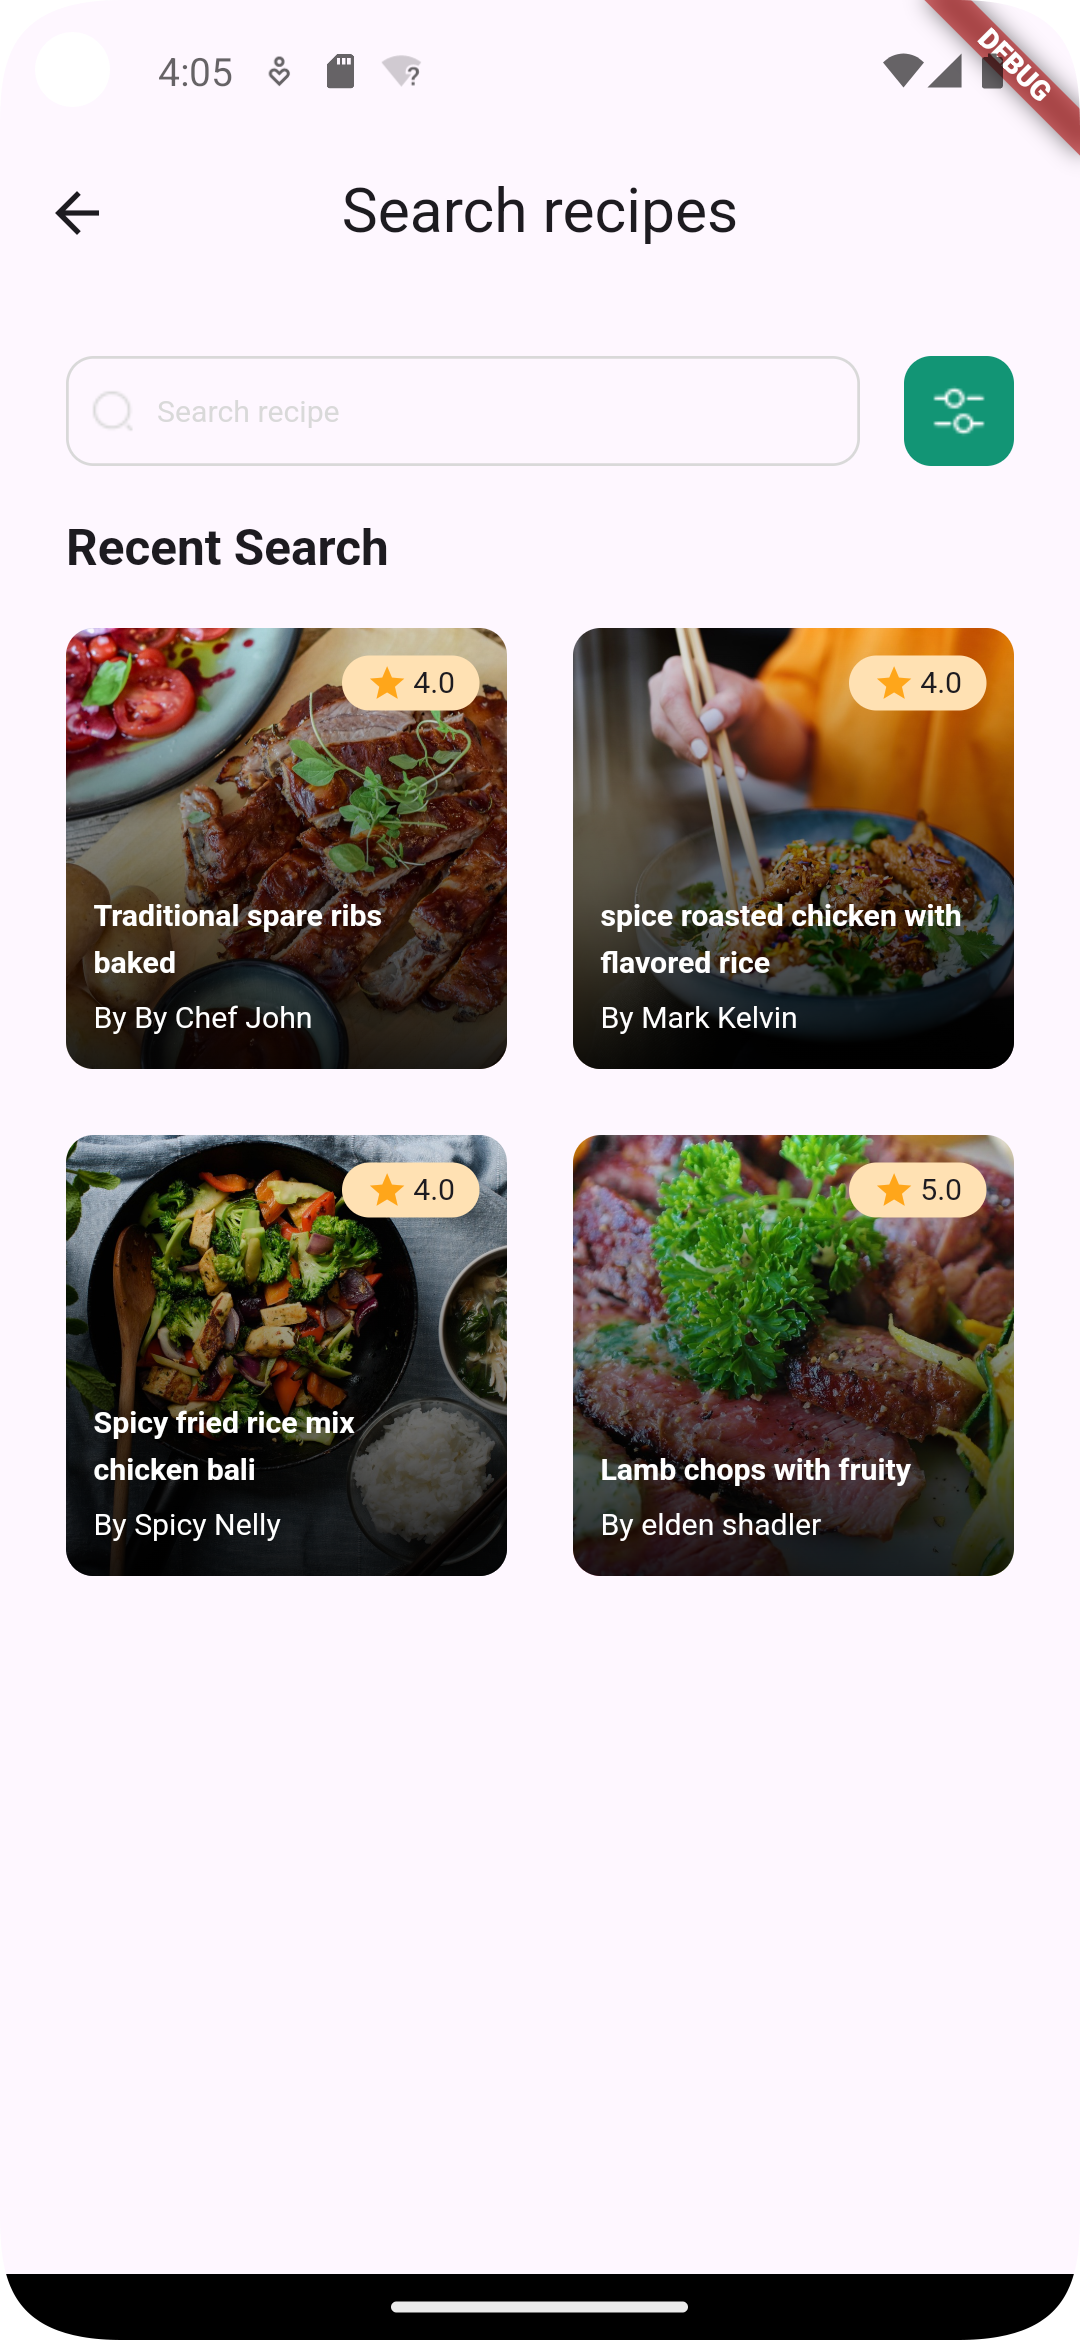 4:05
DEBUG
Search recipes
Search recipe
Recent Search
4.0
Traditional spare ribs
baked
By By Chef John
4.0
spice roasted chicken with
flavored rice
By Mark Kelvin
4.0
Spicy fried rice mix
chicken bali
By Spicy Nelly
5.0
Lamb chops with fruity
By elden shadler